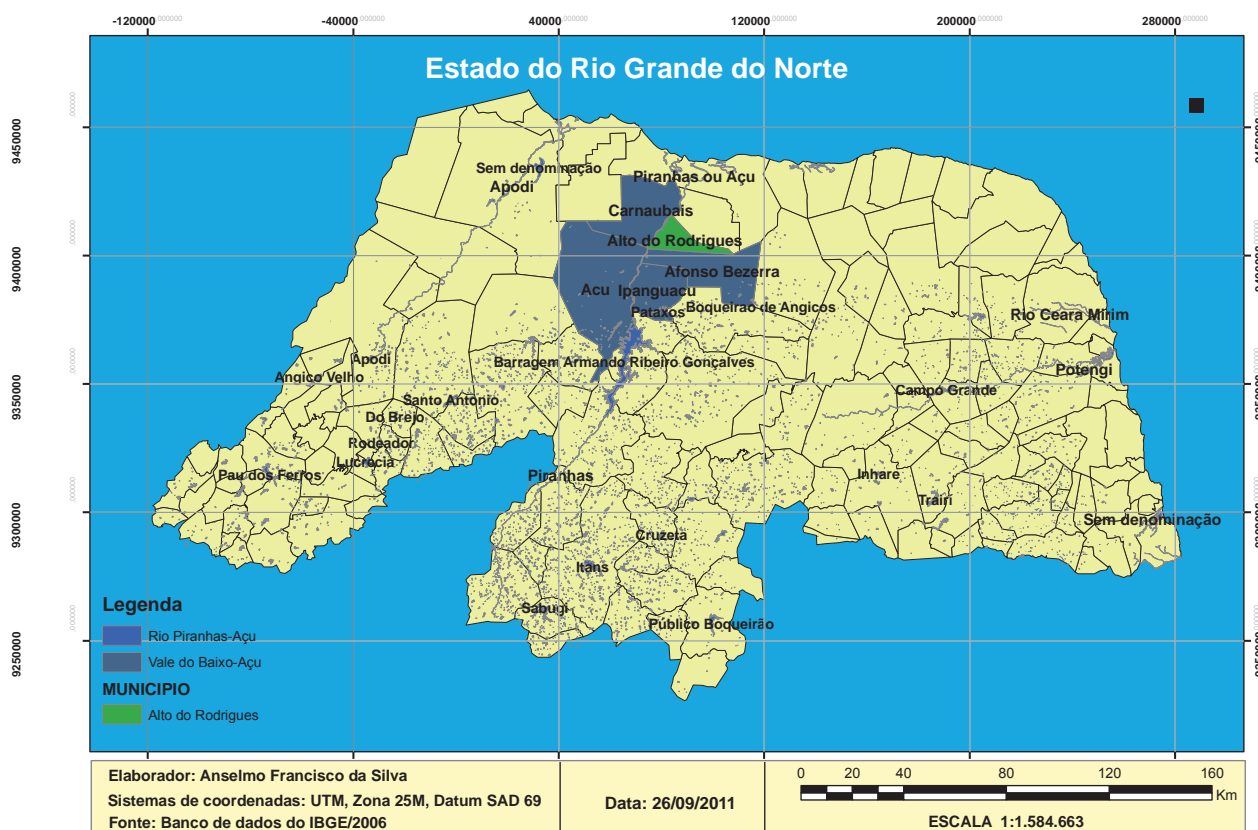 -120000,000000 -40000,000000 40000,000000 120000,000000 200000,000000 280000,000000
Estado do Rio Grande do Norte
9450000
9400000
9350000
9300000
9250000
Sem denominação
Apodi
Piranhas ou Açu
Carnaubais
Alto do Rodrigues
Afonso Bezerra
Acu
Ipanguacu
Pataxos
Boqueirao de Angicos
Rio Ceara Mirim
Apodi
Angico Velho
Barragem Armando Ribeiro Gonçalves
Potengi
Santo Antonio
Campo Grande
Do Brejo
Rodeador
Lucrecia
Pau dos Ferros
Piranhas
Inhare
Trairi
Sem denominação
Cruzeta
Itans
Sabugi
Público Boqueirão
Legenda
Rio Piranhas-Açu
Vale do Baixo-Açu
MUNICIPIO
Alto do Rodrigues
Elaborador: Anselmo Francisco da Silva
Sistemas de coordenadas: UTM, Zona 25M, Datum SAD 69
Fonte: Banco de dados do IBGE/2006
Data: 26/09/2011
0 20 40 80 120 160
Km
ESCALA 1:1.584.663